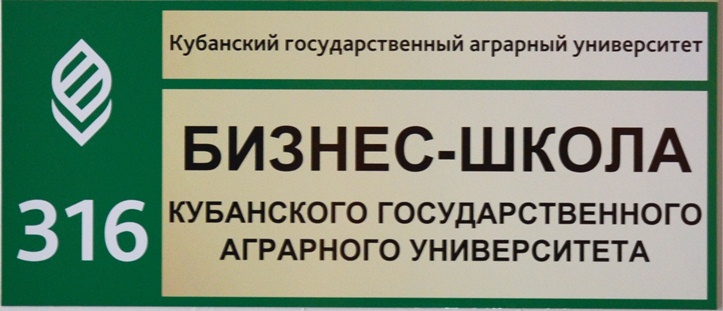 Кубанский государственный аграрный университет
БИЗНЕС-ШКОЛА
КУБАНСКОГО ГОСУДАРСТВЕННОГО
АГРАРНОГО УНИВЕРСИТЕТА
316